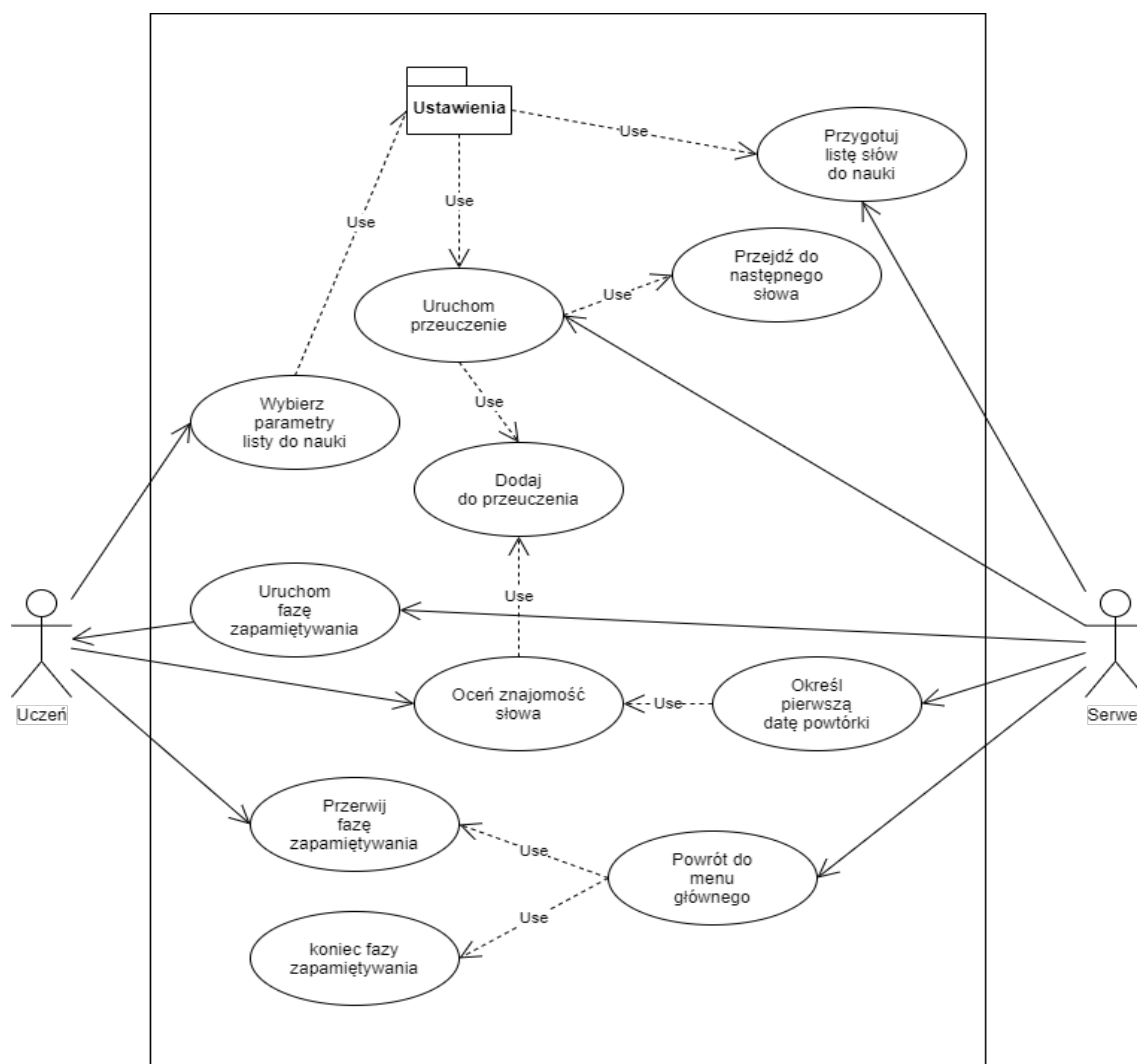 Ustawienia
Use
Przygotuj
listę słów
do nauki
Use
Use
Przejdź do
następnego
słowa
Use
Uruchom
przeuczenie
Use
Wybierz
parametry
listy do nauki
Dodaj
do przeuczenia
Uruchom
fazę
zapamiętywania
Use
Oceń znajomość
słowa
Use
Określ
pierwszą
datę powtórki
Uczeń
Serwe
Przerwij
fazę
zapamiętywania
Use
Powrót do
menu
głównego
Use
koniec fazy
zapamiętywania